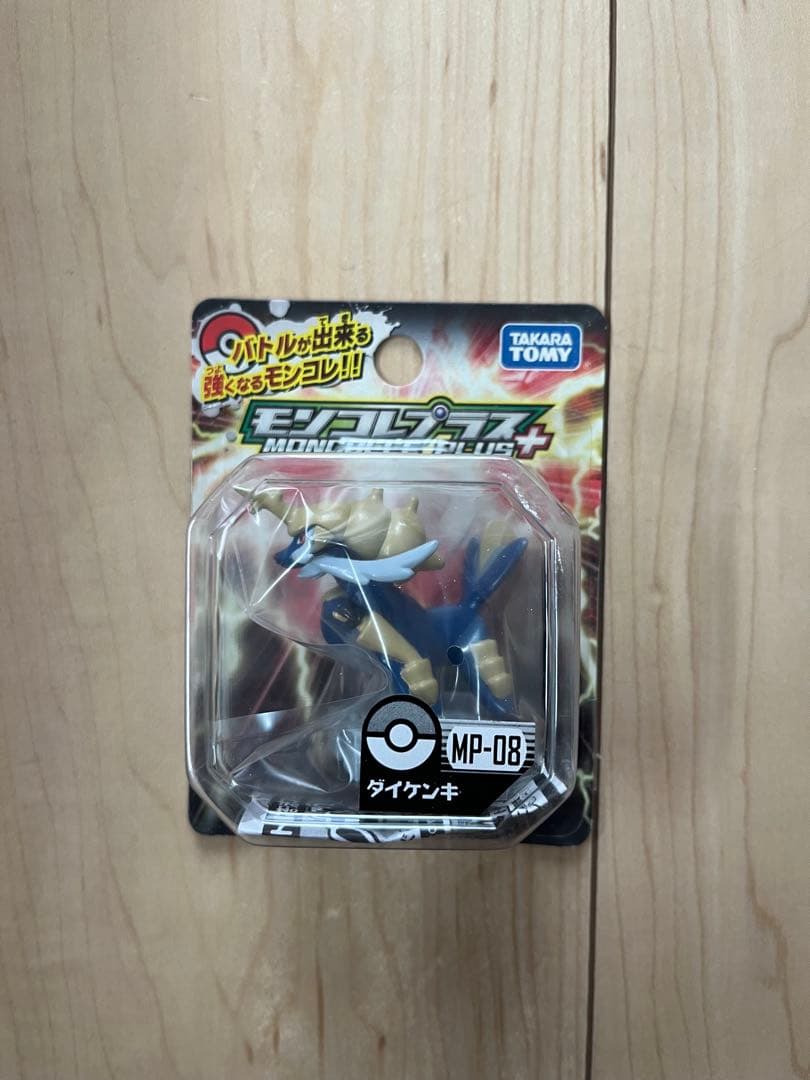 バトルが出来る
強くなるモンコレ!!
TAKARA
TOMY
モンコレプラス+
MONCOLLE PLUS
MP-08
ダイケンキ